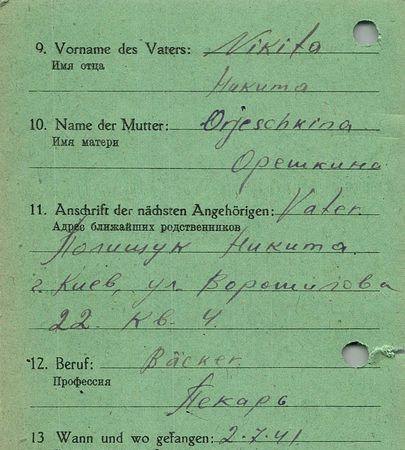 9. Vorname des Vaters: Nikita
Имя отца
Никита
10. Name der Mutter: Orjeschkina
Имя матери
Орешкина
11. Anschrift der nächsten Angehörigen: Vater.
Адрес ближайших родственников
Полищук Никита.
г. Киев, ул. Ворошилова
22 кв. 4
12. Beruf: Bäcker.
Профессия
Пекарь
13 Wann und wo gefangen: 2.7.41